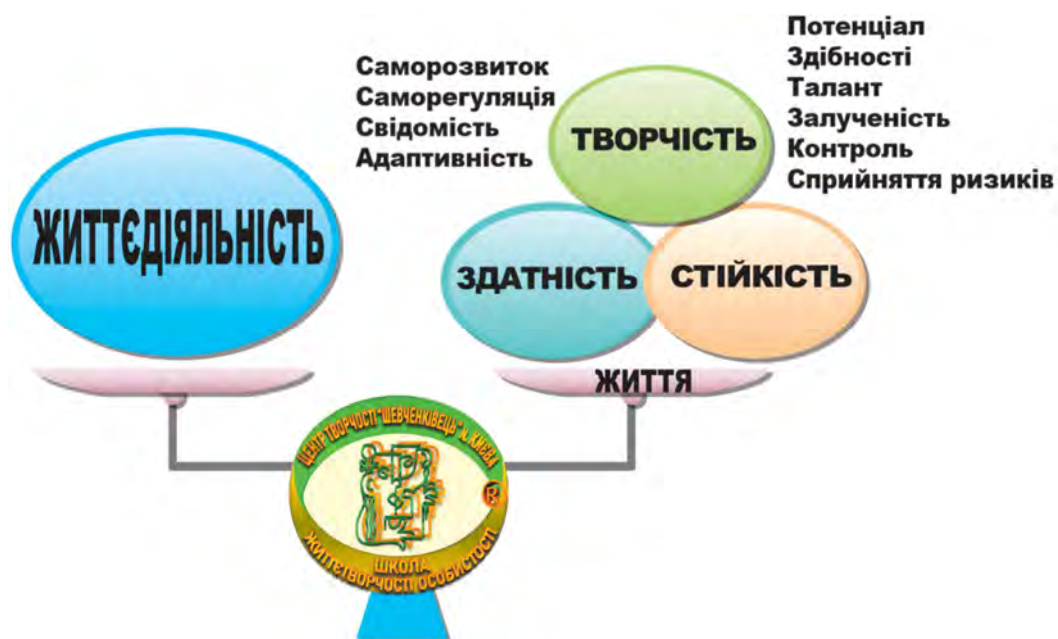 Саморозвиток
Саморегуляція
Свідомість
Адаптивність
Потенціал
Здібності
Талант
Залученість
Контроль
Сприйняття ризиків
ТВОРЧІСТЬ
ЖИТТЄДІЯЛЬНІСТЬ
ЗДАТНІСТЬ
СТІЙКІСТЬ
ЖИТТЯ
ЦЕНТР ТВОРЧОСТІ "ШЕВЧЕНКІВЕЦЬ" м. КИЄВА
®
ШКОЛА
ЖИТТЄТВОРЧОСТІ ОСОБИСТОСТІ